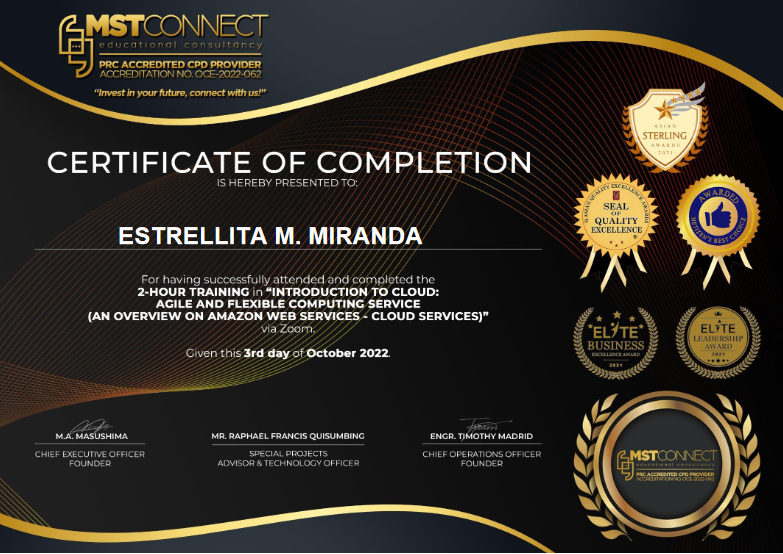 MSTCONNECT
educational consultancy
PRC ACCREDITED CPD PROVIDER
ACCREDITATION NO. OCE-2022-062
"Invest in your future, connect with us!"
CERTIFICATE OF COMPLETION
IS HEREBY PRESENTED TO:
ESTRELLITA M. MIRANDA
For having successfully attended and completed the
2-HOUR TRAINING in "INTRODUCTION TO CLOUD:
AGILE AND FLEXIBLE COMPUTING SERVICE
(AN OVERVIEW ON AMAZON WEB SERVICES - CLOUD SERVICES)"
via Zoom.
Given this 3rd day of October 2022.
M.A. MASUSHIMA
CHIEF EXECUTIVE OFFICER
FOUNDER
MR. RAPHAEL FRANCIS QUISUMBING
SPECIAL PROJECTS
ADVISOR & TECHNOLOGY OFFICER
ENGR. TIMOTHY MADRID
CHIEF OPERATIONS OFFICER
FOUNDER
ASIAN
STERLING
AWARDS
2021
QUALITY EXCELLENCE AWARDS
SEAL
OF
QUALITY
EXCELLENCE
AWARDED
NETIZEN'S BEST CHOICE
ELITE
BUSINESS
EXCELLENCE AWARD
2021
ELITE
LEADERSHIP
AWARD
2021
MSTCONNECT
educational consultancy
PRC ACCREDITED CPD PROVIDER
ACCREDITATION NO. OCE-2022-062